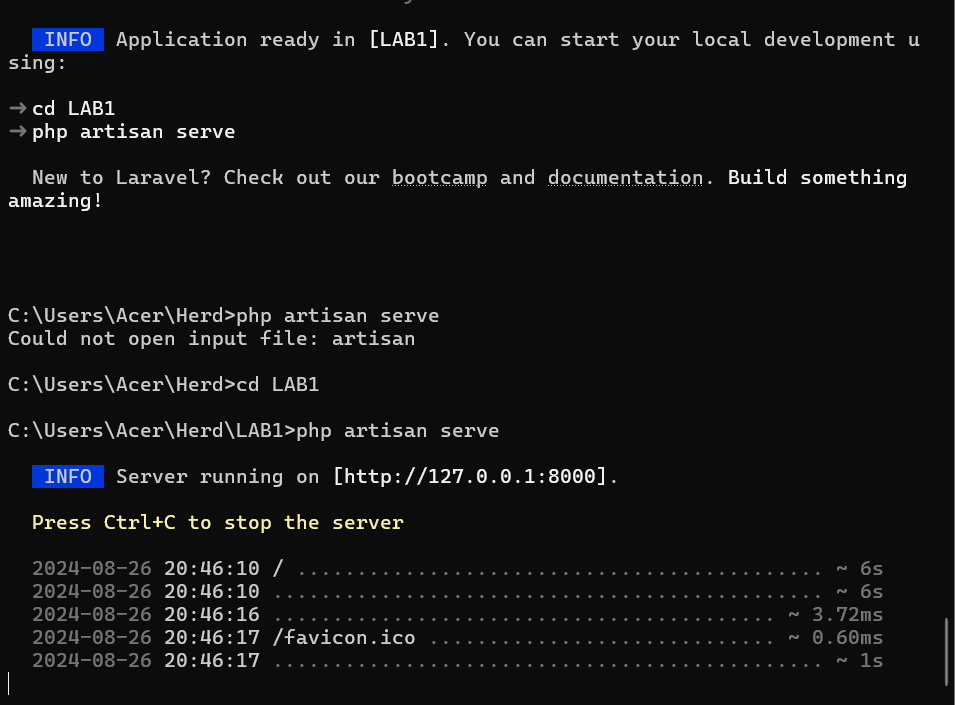 INFO Application ready in [LAB1]. You can start your local development u
sing:
➜ cd LAB1
➜ php artisan serve
New to Laravel? Check out our bootcamp and documentation. Build something
amazing!
C:\Users\Acer\Herd>php artisan serve
Could not open input file: artisan
C:\Users\Acer\Herd>cd LAB1
C:\Users\Acer\Herd\LAB1>php artisan serve
INFO Server running on [http://127.0.0.1:8000].
Press Ctrl+C to stop the server
2024-08-26 20:46:10 / ............................................ ~ 6s
2024-08-26 20:46:10 .............................................. ~ 6s
2024-08-26 20:46:16 .......................................... ~ 3.72ms
2024-08-26 20:46:17 /favicon.ico ............................. ~ 0.60ms
2024-08-26 20:46:17 .............................................. ~ 1s